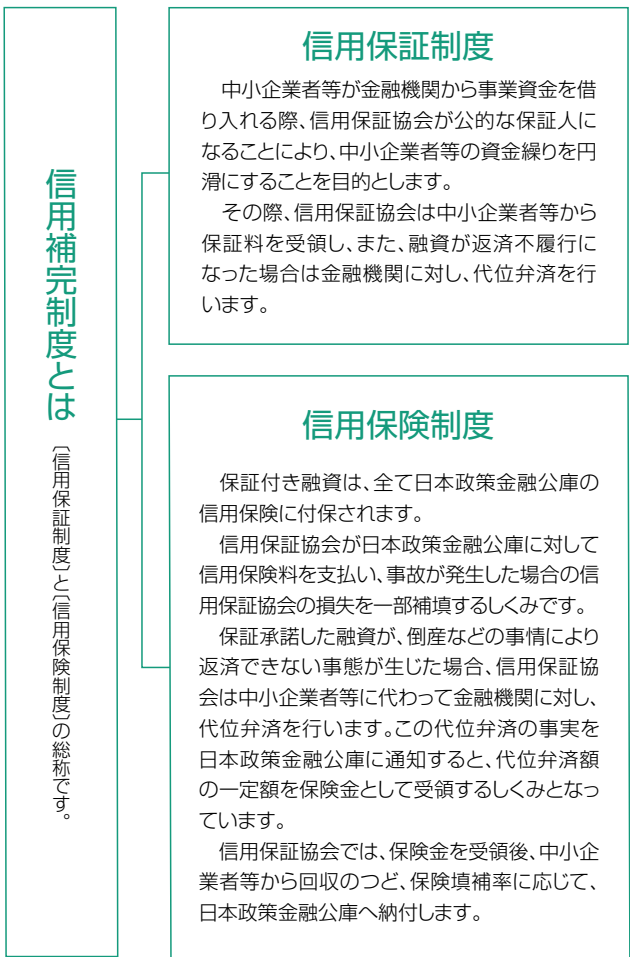 信用補完制度とは
〔信用保証制度〕と〔信用保険制度〕の総称です。
信用保証制度
　中小企業者等が金融機関から事業資金を借
り入れる際、信用保証協会が公的な保証人に
なることにより、中小企業者等の資金繰りを円
滑にすることを目的とします。
　その際、信用保証協会は中小企業者等から
保証料を受領し、また、融資が返済不履行に
なった場合は金融機関に対し、代位弁済を行
います。
信用保険制度
　保証付き融資は、全て日本政策金融公庫の
信用保険に付保されます。
　信用保証協会が日本政策金融公庫に対して
信用保険料を支払い、事故が発生した場合の信
用保証協会の損失を一部補填するしくみです。
　保証承諾した融資が、倒産などの事情により
返済できない事態が生じた場合、信用保証協
会は中小企業者等に代わって金融機関に対し、
代位弁済を行います。この代位弁済の事実を
日本政策金融公庫に通知すると、代位弁済額
の一定額を保険金として受領するしくみとなっ
ています。
　信用保証協会では、保険金を受領後、中小企
業者等から回収のつど、保険填補率に応じて、
日本政策金融公庫へ納付します。